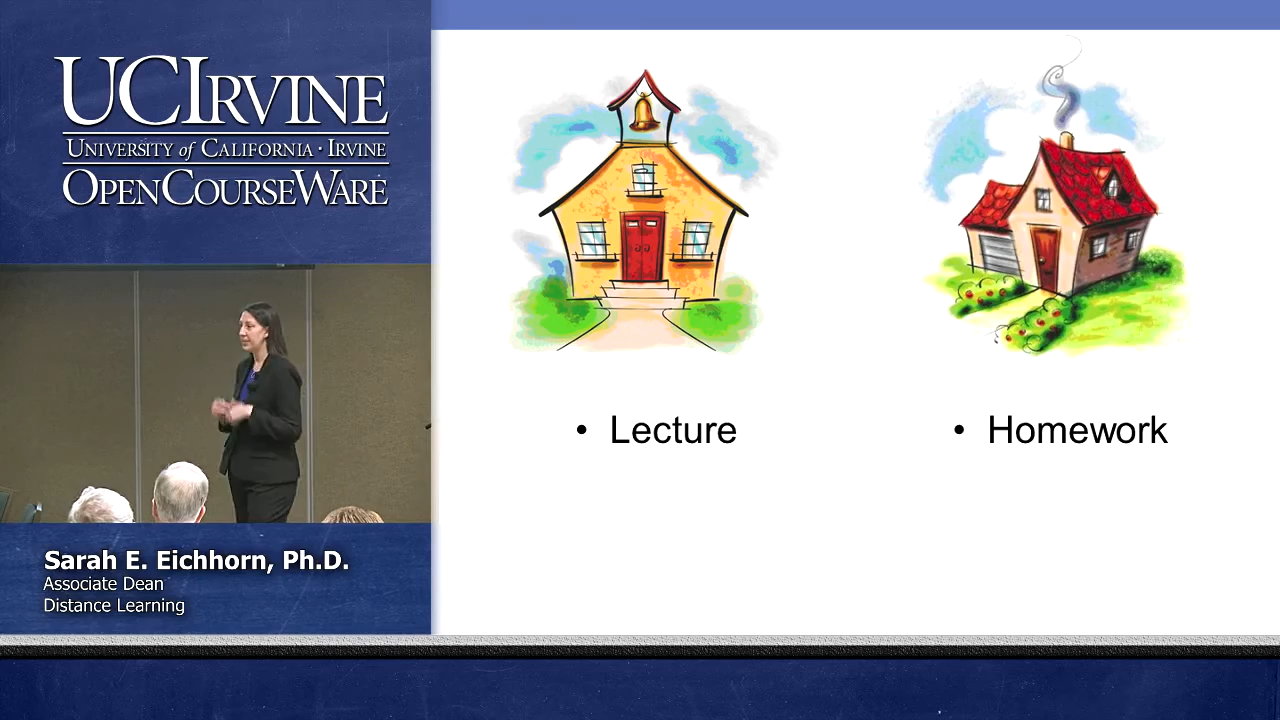 UCIRVINE
UNIVERSITY of CALIFORNIA · IRVINE
OPENCOURSEWARE
• Lecture
• Homework
Sarah E. Eichhorn, Ph.D.
Associate Dean
Distance Learning